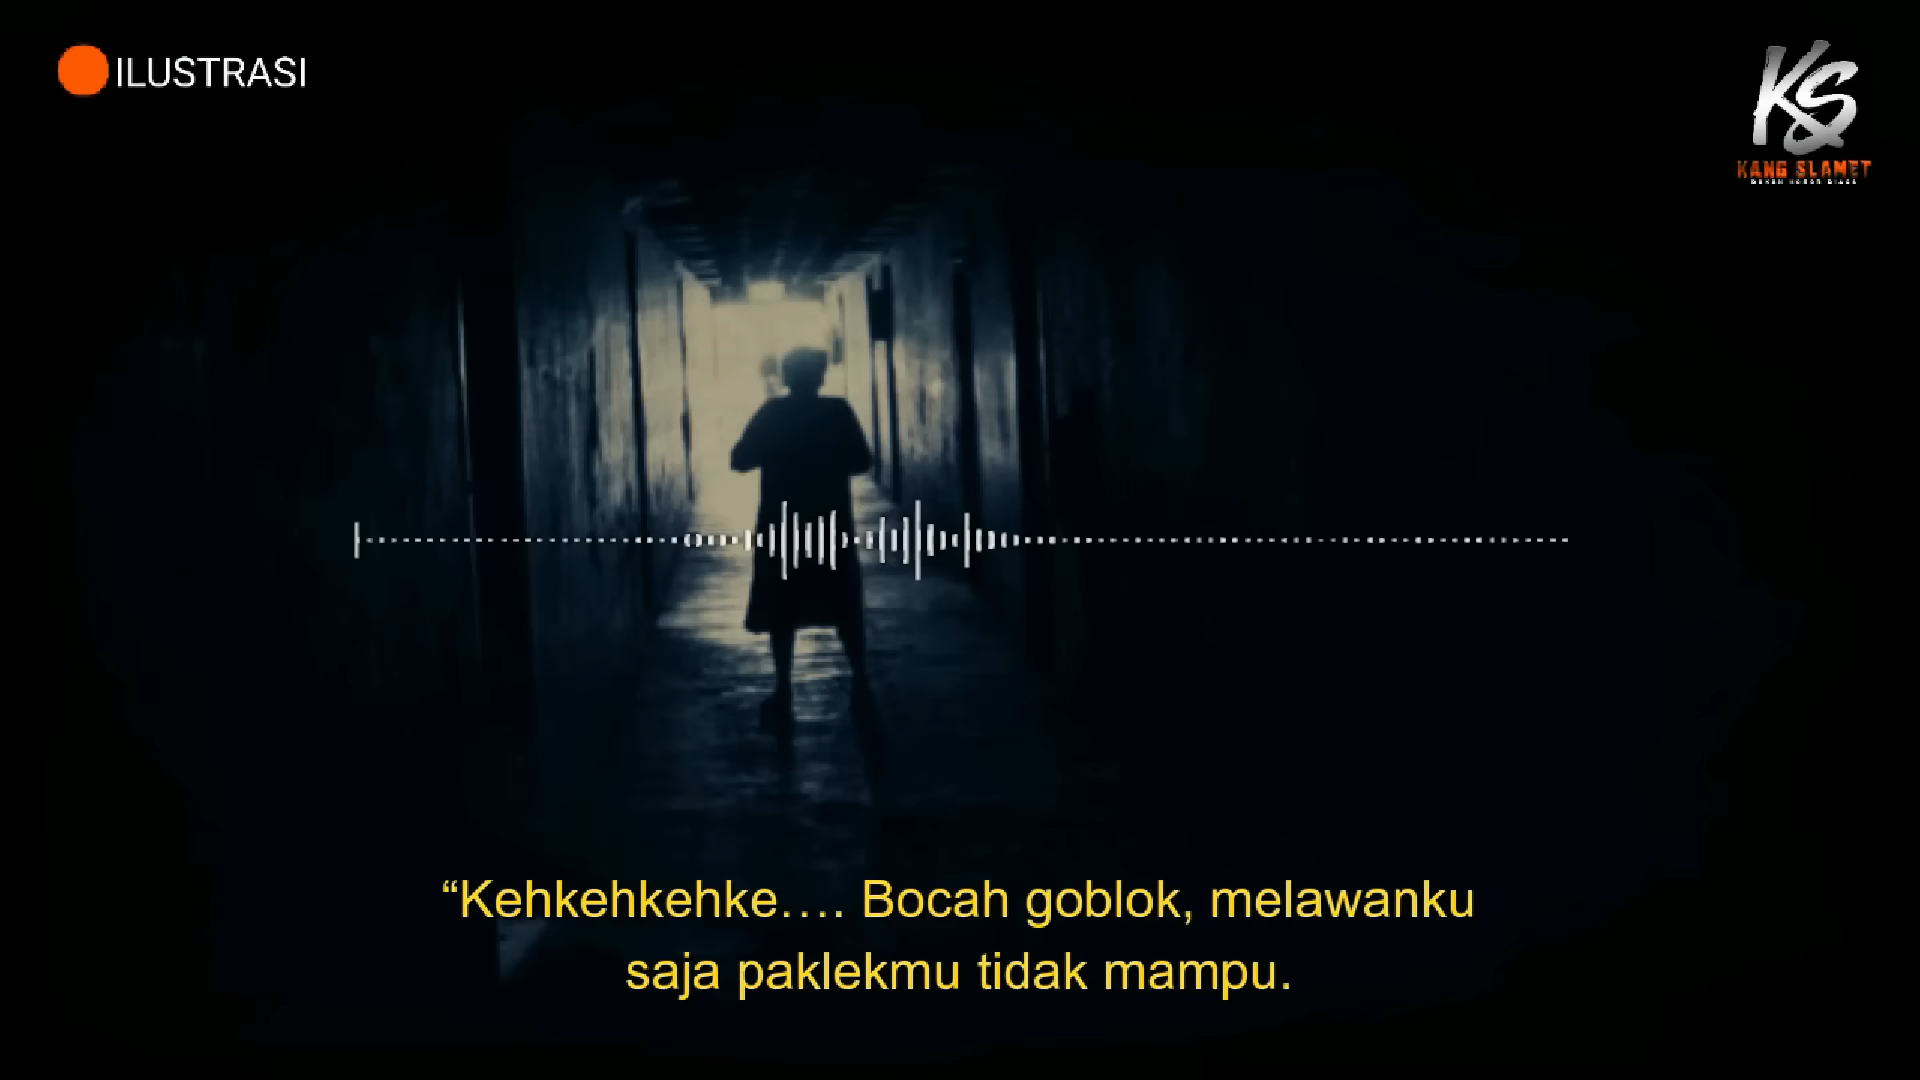 ILUSTRASI
KS
KANG SLAMET
“Kehkehkehke…. Bocah goblok, melawanku
saja paklekmu tidak mampu.